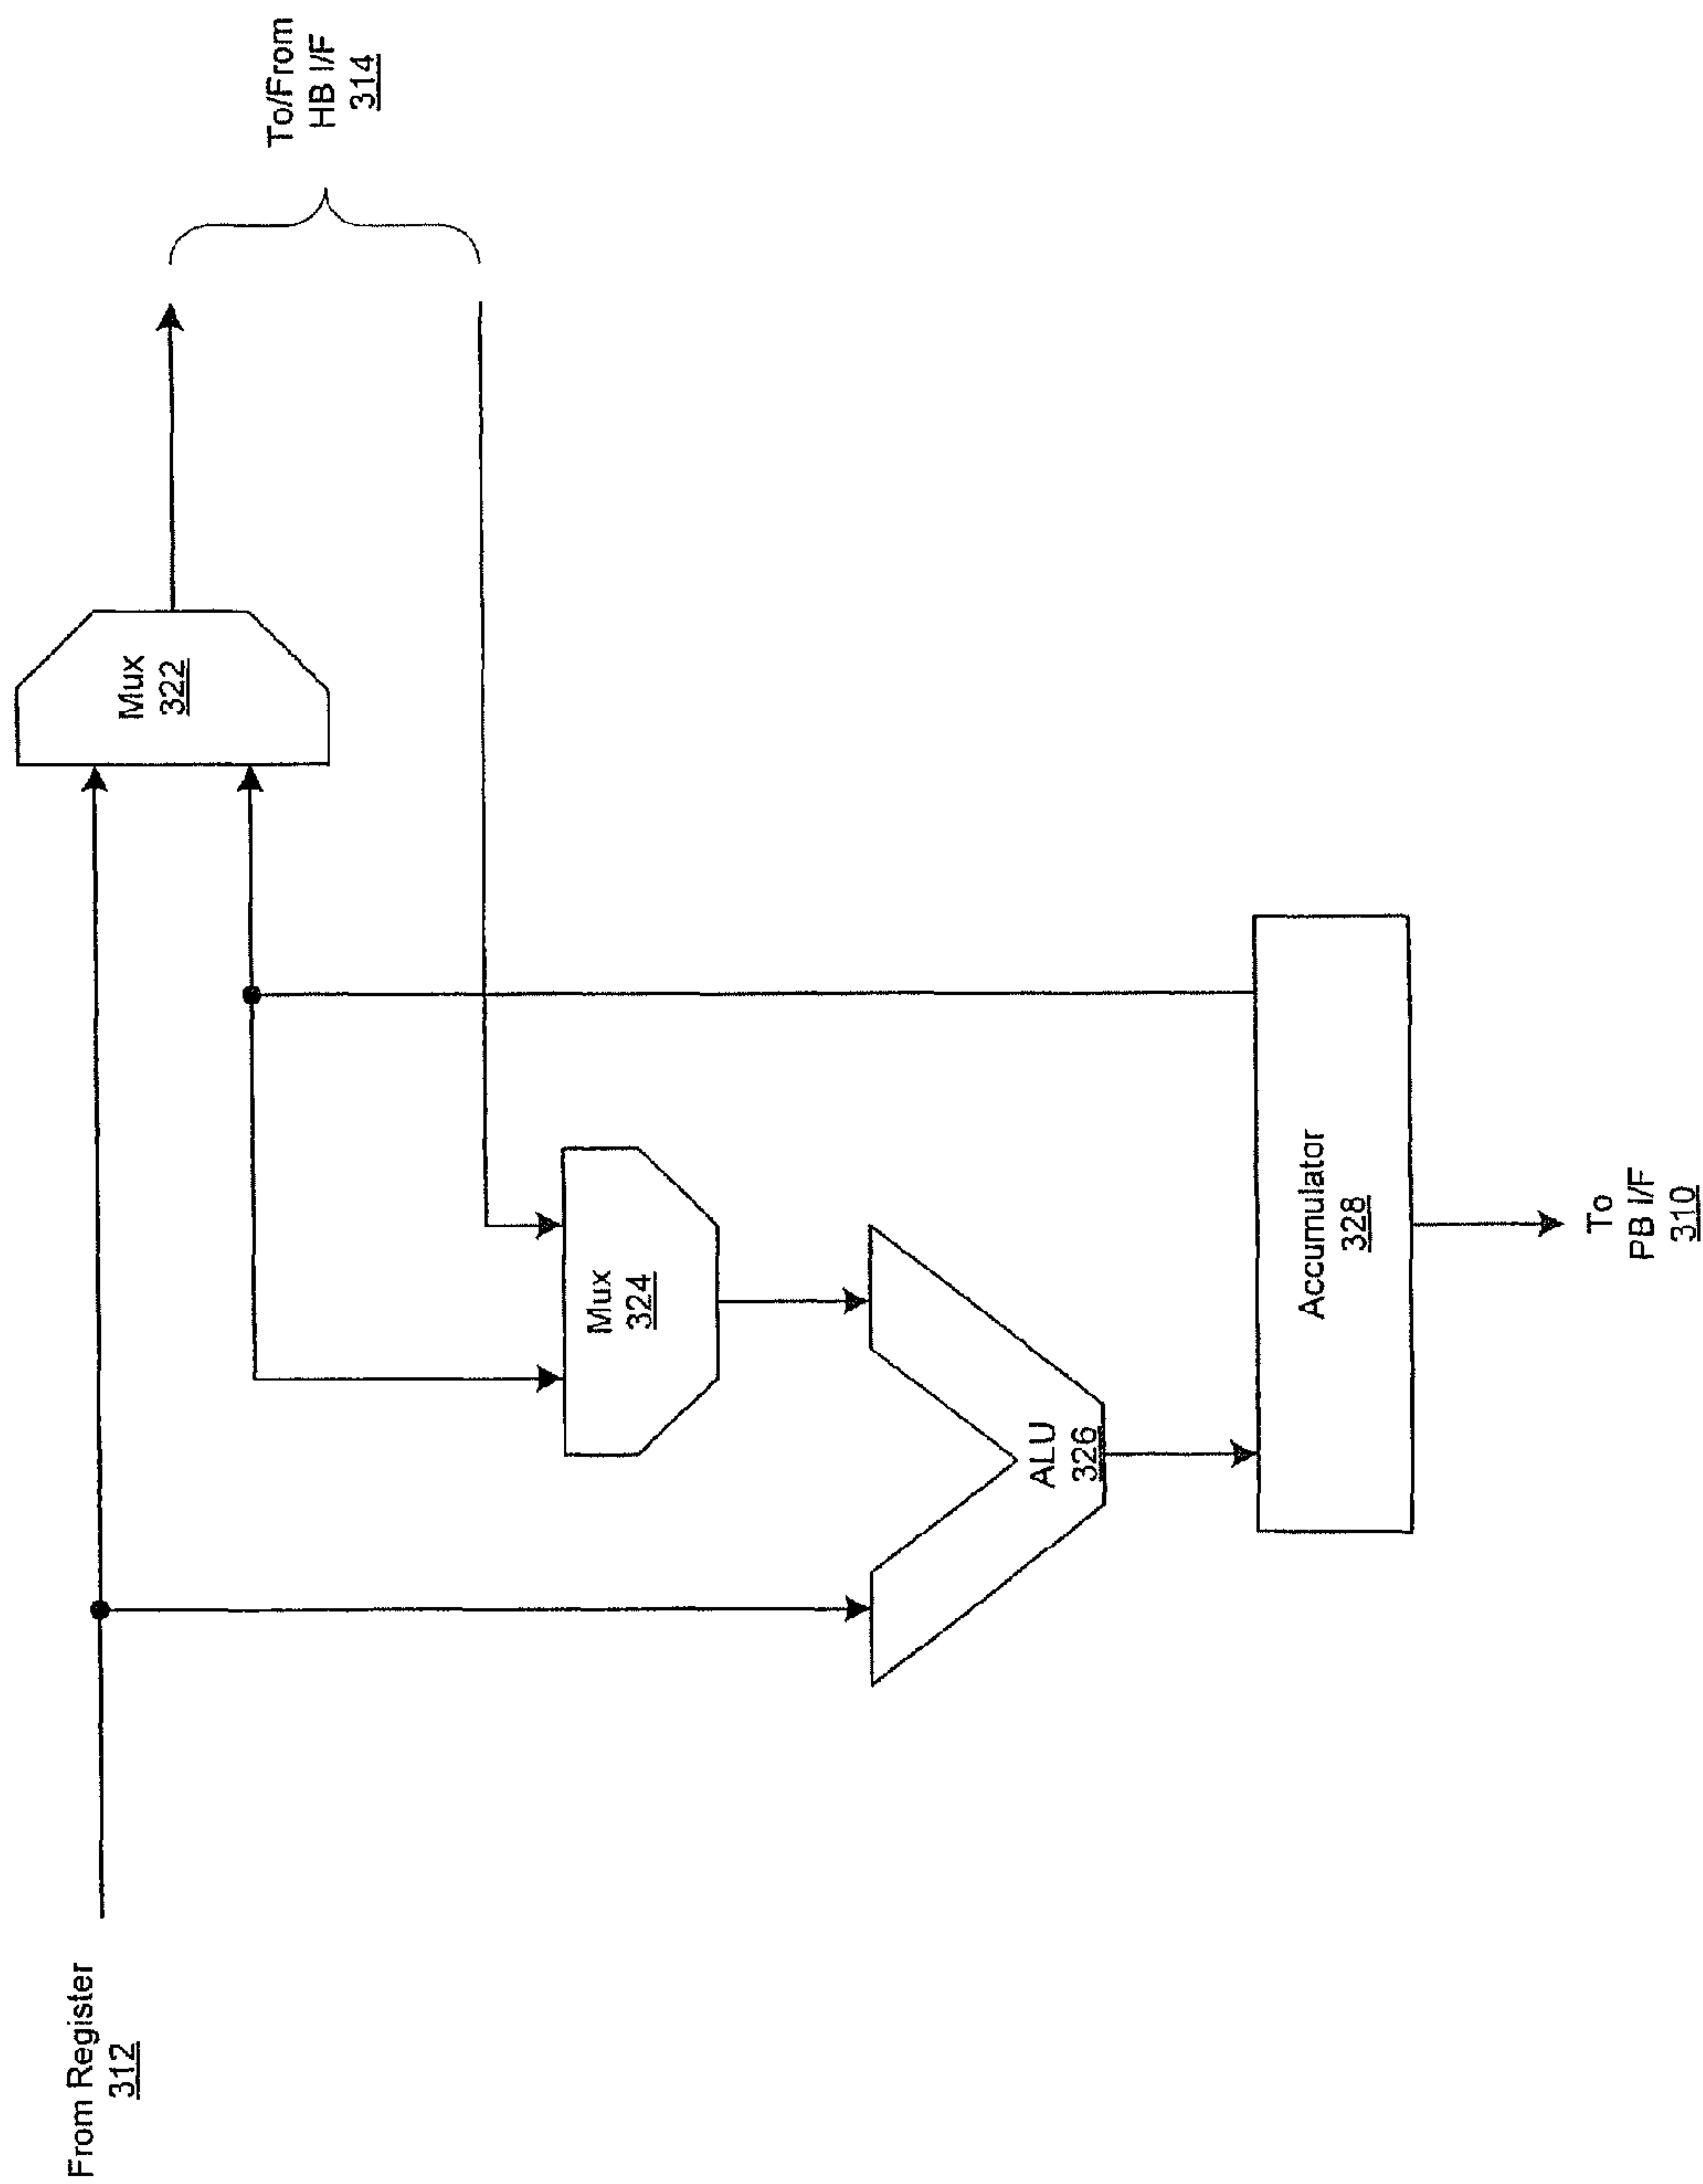 From Register
312
To/From
HB I/F
314
Mux
322
Mux
324
ALU
326
Accumulator
328
To
PB I/F
310